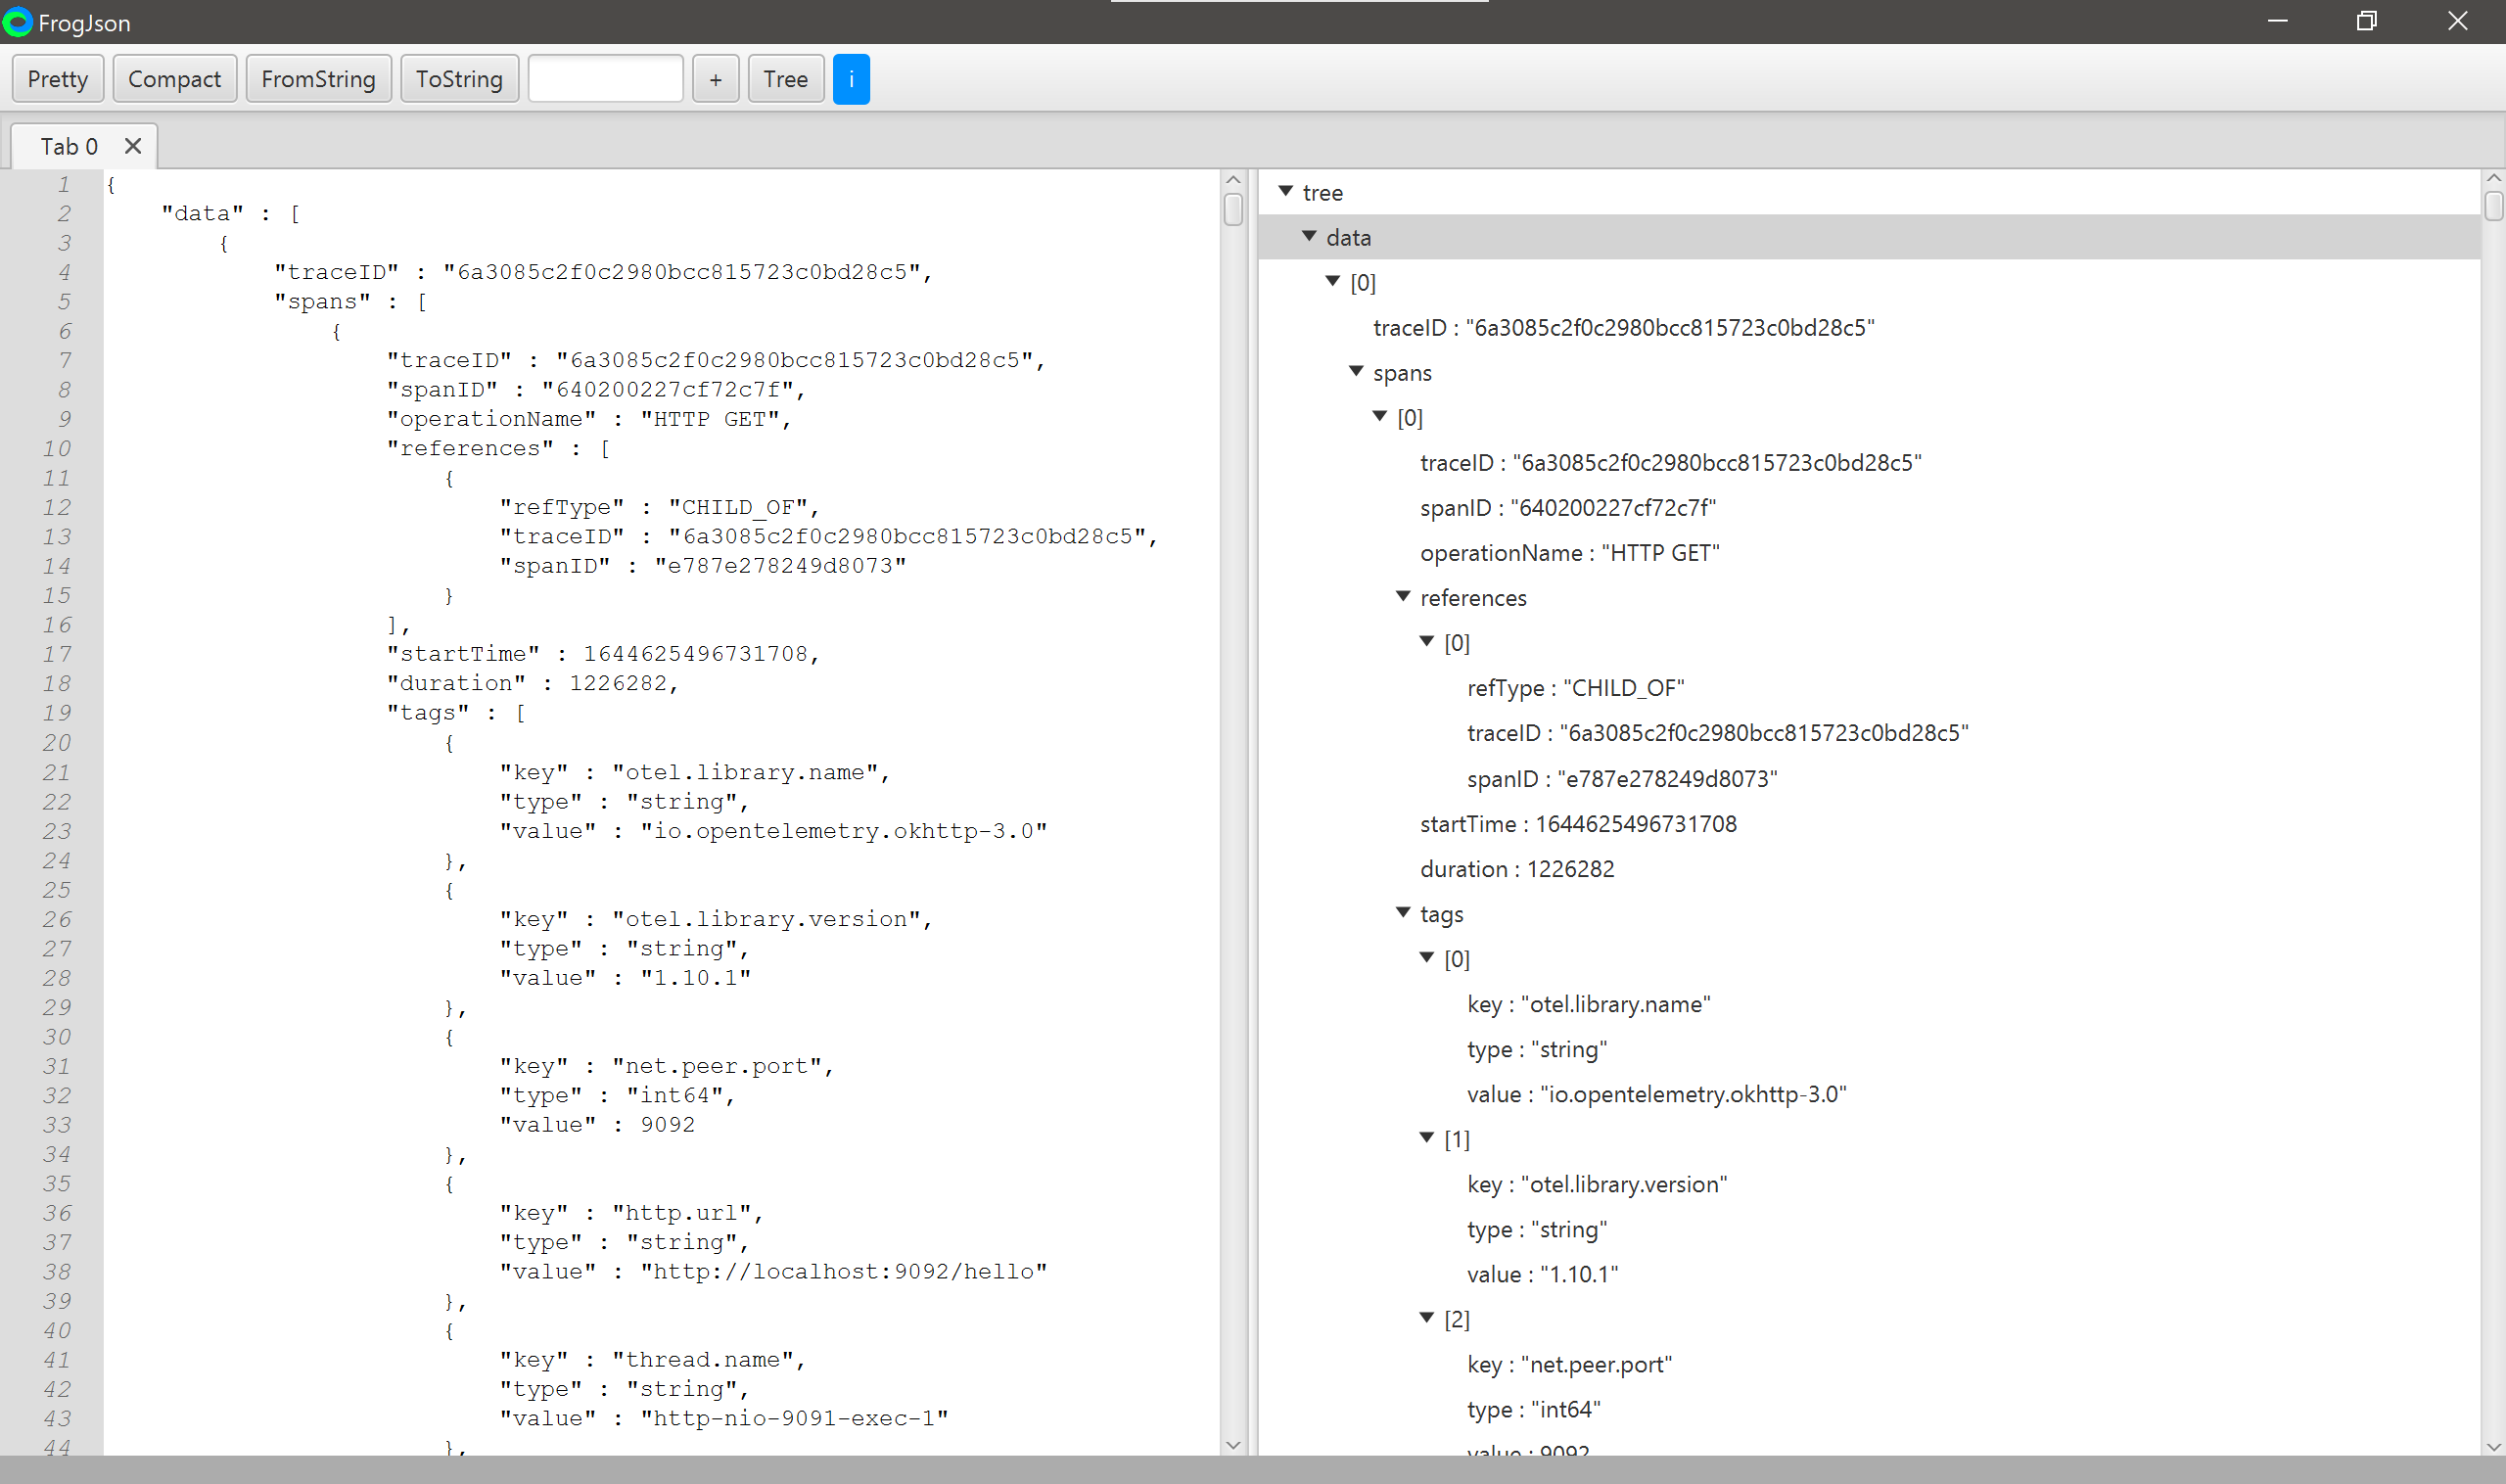 FrogJson
Pretty Compact FromString ToString + Tree i
Tab 0
1 {
2 "data" : [
3 {
4 "traceID" : "6a3085c2f0c2980bcc815723c0bd28c5",
5 "spans" : [
6 {
7 "traceID" : "6a3085c2f0c2980bcc815723c0bd28c5",
8 "spanID" : "640200227cf72c7f",
9 "operationName" : "HTTP GET",
10 "references" : [
11 {
12 "refType" : "CHILD_OF",
13 "traceID" : "6a3085c2f0c2980bcc815723c0bd28c5",
14 "spanID" : "e787e278249d8073"
15 }
16 ],
17 "startTime" : 1644625496731708,
18 "duration" : 1226282,
19 "tags" : [
20 {
21 "key" : "otel.library.name",
22 "type" : "string",
23 "value" : "io.opentelemetry.okhttp-3.0"
24 },
25 {
26 "key" : "otel.library.version",
27 "type" : "string",
28 "value" : "1.10.1"
29 },
30 {
31 "key" : "net.peer.port",
32 "type" : "int64",
33 "value" : 9092
34 },
35 {
36 "key" : "http.url",
37 "type" : "string",
38 "value" : "http://localhost:9092/hello"
39 },
40 {
41 "key" : "thread.name",
42 "type" : "string",
43 "value" : "http-nio-9091-exec-1"
44 },
tree
data
[0]
traceID : "6a3085c2f0c2980bcc815723c0bd28c5"
spans
[0]
traceID : "6a3085c2f0c2980bcc815723c0bd28c5"
spanID : "640200227cf72c7f"
operationName : "HTTP GET"
references
[0]
refType : "CHILD_OF"
traceID : "6a3085c2f0c2980bcc815723c0bd28c5"
spanID : "e787e278249d8073"
startTime : 1644625496731708
duration : 1226282
tags
[0]
key : "otel.library.name"
type : "string"
value : "io.opentelemetry.okhttp-3.0"
[1]
key : "otel.library.version"
type : "string"
value : "1.10.1"
[2]
key : "net.peer.port"
type : "int64"
value : 9092